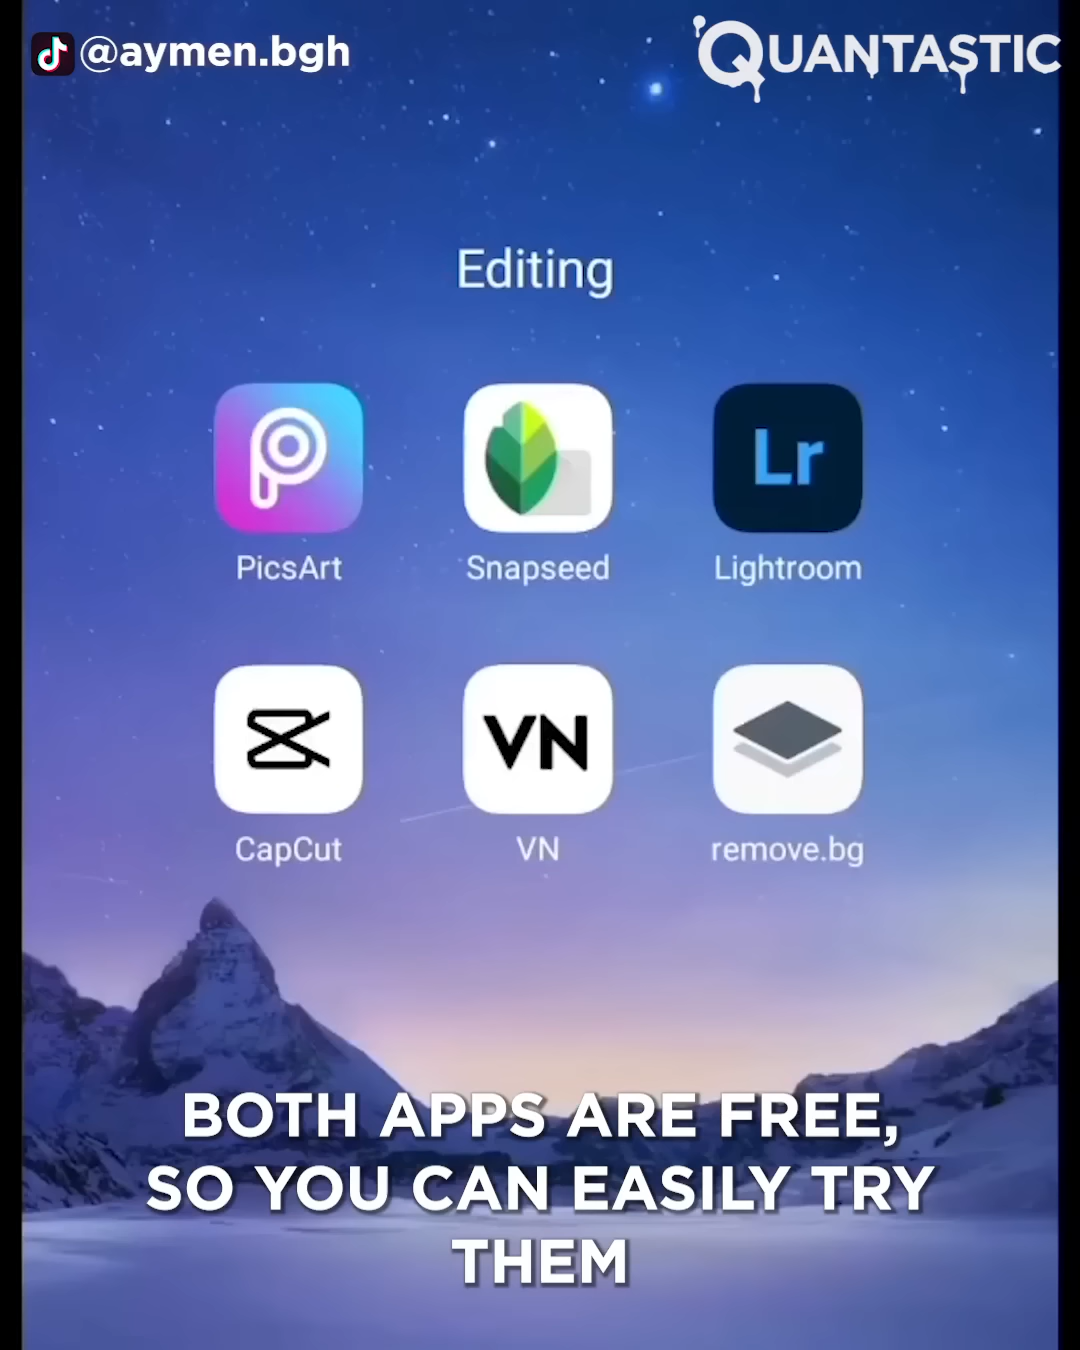 @aymen.bgh
QUANTASTIC
Editing
Lr
PicsArt
Snapseed
Lightroom
VN
CapCut
VN
remove.bg
BOTH APPS ARE FREE,
SO YOU CAN EASILY TRY
THEM